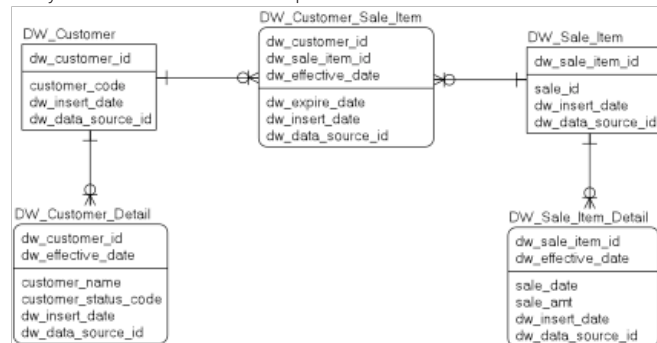 DW_Customer
dw_customer_id
customer_code
dw_insert_date
dw_data_source_id
DW_Customer_Sale_Item
dw_customer_id
dw_sale_item_id
dw_effective_date
dw_expire_date
dw_insert_date
dw_data_source_id
DW_Sale_Item
dw_sale_item_id
sale_id
dw_insert_date
dw_data_source_id
DW_Customer_Detail
dw_customer_id
dw_effective_date
customer_name
customer_status_code
dw_insert_date
dw_data_source_id
DW_Sale_Item_Detail
dw_sale_item_id
dw_effective_date
sale_date
sale_amt
dw_insert_date
dw_data_source_id